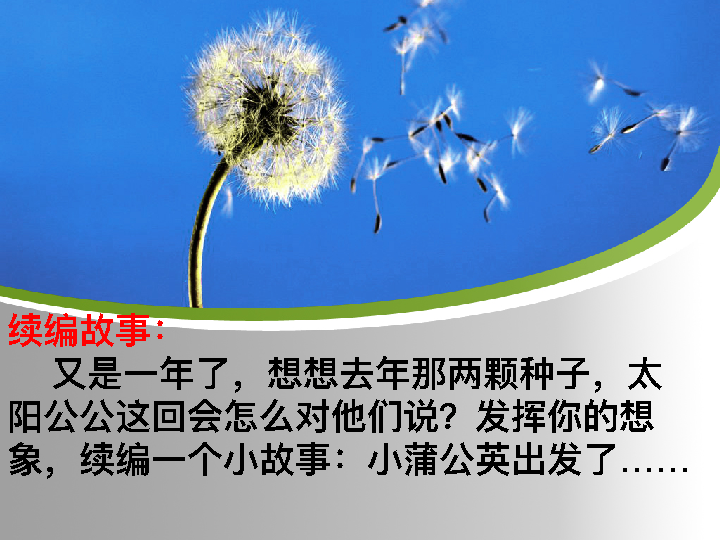 续编故事：
又是一年了，想想去年那两颗种子，太
阳公公这回会怎么对他们说？发挥你的想
象，续编一个小故事：小蒲公英出发了……